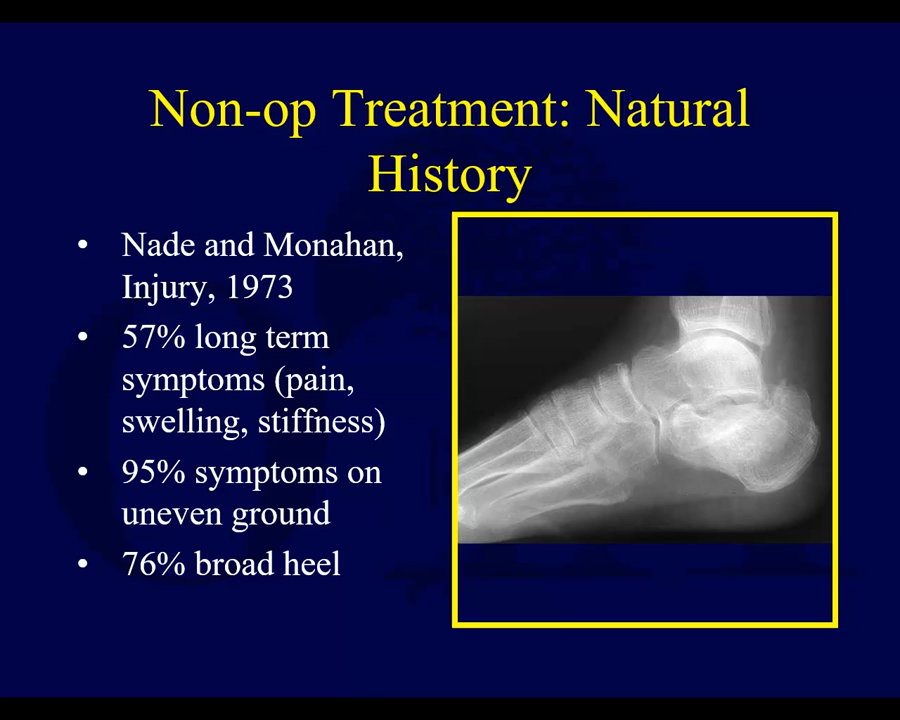 Non-op Treatment: Natural
History
• Nade and Monahan,
Injury, 1973
• 57% long term
symptoms (pain,
swelling, stiffness)
• 95% symptoms on
uneven ground
• 76% broad heel